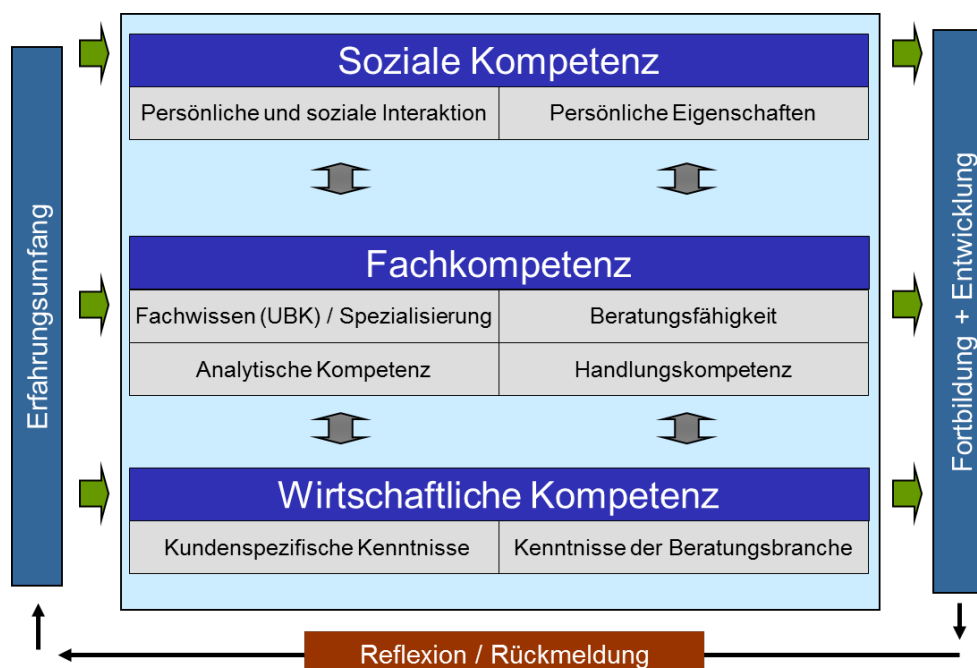 Erfahrungsumfang
Soziale Kompetenz
Persönliche und soziale Interaktion
Persönliche Eigenschaften
Fachkompetenz
Fachwissen (UBK) / Spezialisierung
Beratungsfähigkeit
Analytische Kompetenz
Handlungskompetenz
Wirtschaftliche Kompetenz
Kundenspezifische Kenntnisse
Kenntnisse der Beratungsbranche
Fortbildung + Entwicklung
Reflexion / Rückmeldung